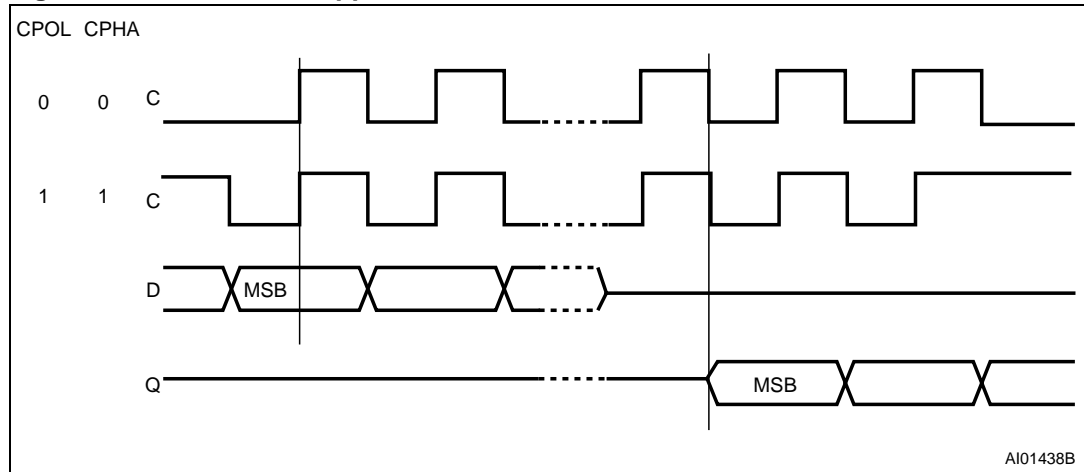 CPOL CPHA
0 0 C
1 1 C
D MSB
Q MSB
AI01438B